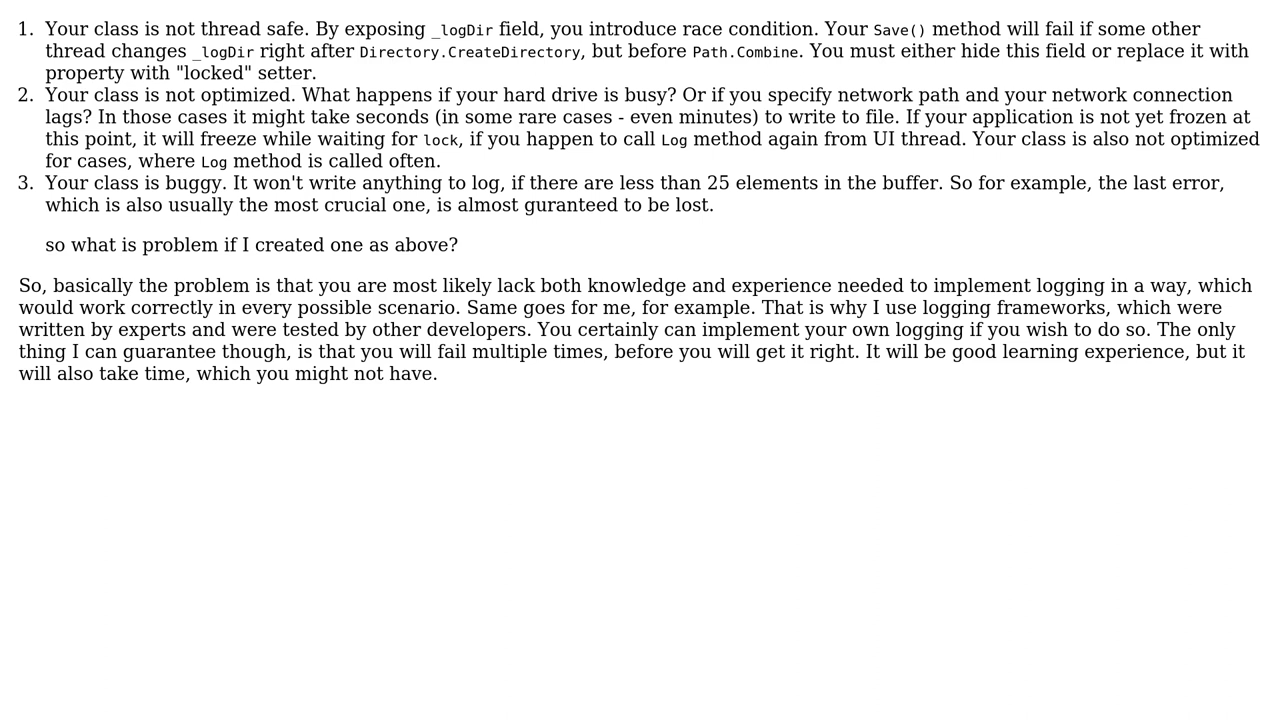 1. Your class is not thread safe. By exposing _logDir field, you introduce race condition. Your Save() method will fail if some other
thread changes _logDir right after Directory.CreateDirectory, but before Path.Combine. You must either hide this field or replace it with
property with "locked" setter.
2. Your class is not optimized. What happens if your hard drive is busy? Or if you specify network path and your network connection
lags? In those cases it might take seconds (in some rare cases - even minutes) to write to file. If your application is not yet frozen at
this point, it will freeze while waiting for lock, if you happen to call Log method again from UI thread. Your class is also not optimized
for cases, where Log method is called often.
3. Your class is buggy. It won't write anything to log, if there are less than 25 elements in the buffer. So for example, the last error,
which is also usually the most crucial one, is almost guranteed to be lost.
so what is problem if I created one as above?
So, basically the problem is that you are most likely lack both knowledge and experience needed to implement logging in a way, which
would work correctly in every possible scenario. Same goes for me, for example. That is why I use logging frameworks, which were
written by experts and were tested by other developers. You certainly can implement your own logging if you wish to do so. The only
thing I can guarantee though, is that you will fail multiple times, before you will get it right. It will be good learning experience, but it
will also take time, which you might not have.